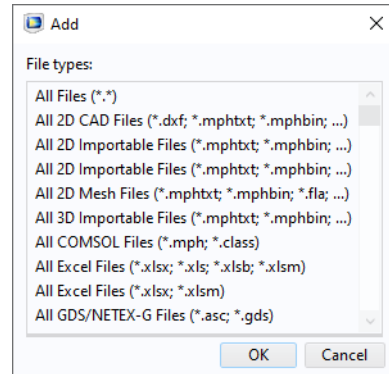 Add
File types:
All Files (*.*)
All 2D CAD Files (*.dxf; *.mphtxt; *.mphbin; ...)
All 2D Importable Files (*.mphtxt; *.mphbin; ...)
All 2D Importable Files (*.mphtxt; *.mphbin; ...)
All 2D Mesh Files (*.mphtxt; *.mphbin; *.fla; ...)
All 3D Importable Files (*.mphtxt; *.mphbin; ...)
All COMSOL Files (*.mph; *.class)
All Excel Files (*.xlsx; *.xls; *.xlsb; *.xlsm)
All Excel Files (*.xlsx; *.xlsm)
All GDS/NETEX-G Files (*.asc; *.gds)
OK Cancel